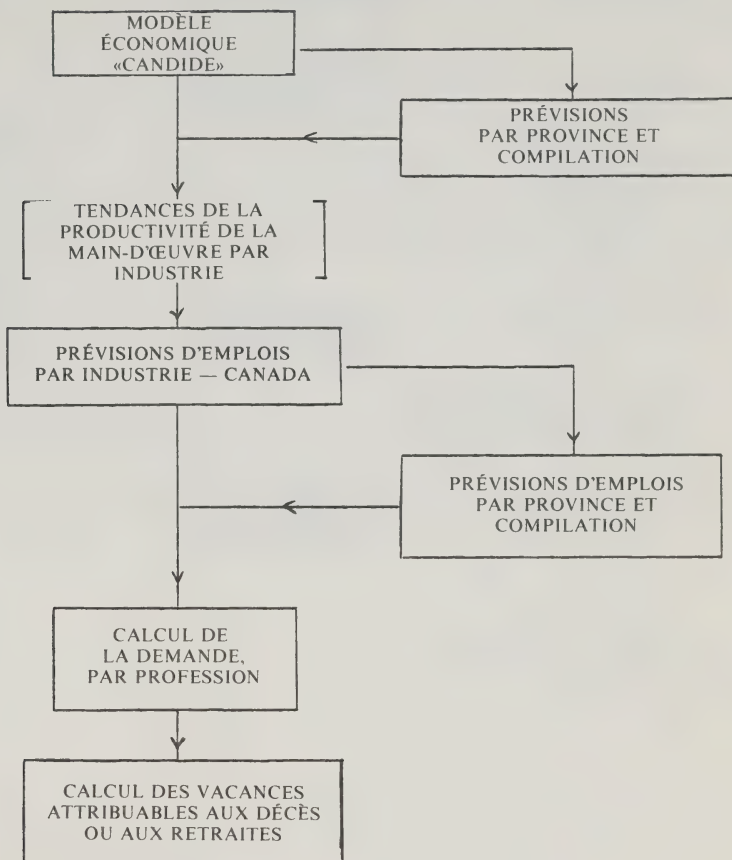 MODÈLE
ÉCONOMIQUE
«CANDIDE»
PRÉVISIONS
PAR PROVINCE ET
COMPILATION
TENDANCES DE LA
PRODUCTIVITÉ DE LA
MAIN-D'ŒUVRE PAR
INDUSTRIE
PRÉVISIONS D'EMPLOIS
PAR INDUSTRIE — CANADA
PRÉVISIONS D'EMPLOIS
PAR PROVINCE ET
COMPILATION
CALCUL DE
LA DEMANDE,
PAR PROFESSION
CALCUL DES VACANCES
ATTRIBUABLES AUX DÉCÈS
OU AUX RETRAITES